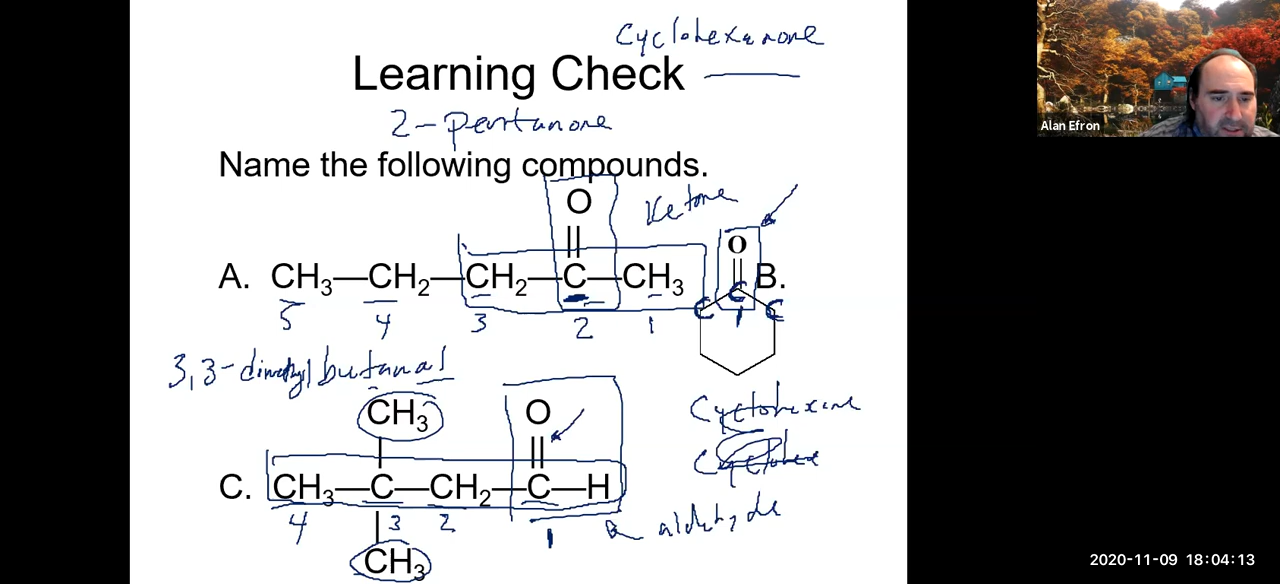 Cyclohexanone
Learning Check
2-pentanone
Name the following compounds.
O
Ketone
O
A. CH3—CH2—CH2—C—CH3
C C C
B.
5 4 3 2 1
1
3,3-dimethylbutanal
CH3
O
Cyclohexane
C. CH3—C—CH2—C—H
4 3 2 1
aldehyde
CH3
Alan Efron
2020-11-09 18:04:13